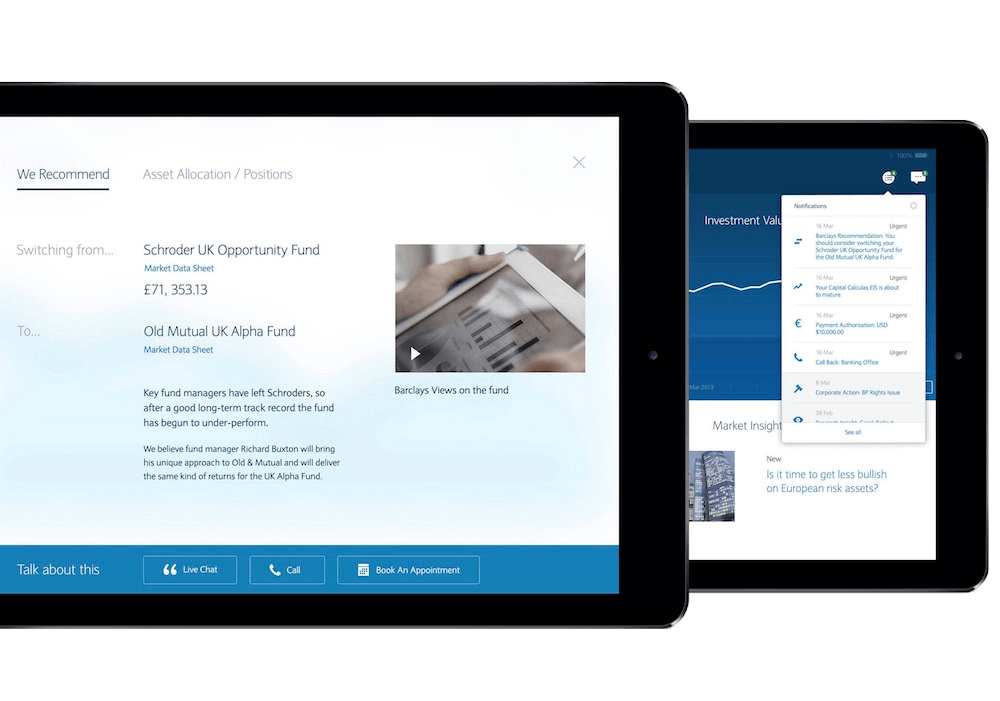 We Recommend
Asset Allocation / Positions
Switching from...
Schroder UK Opportunity Fund
Market Data Sheet
£71, 353.13
To...
Old Mutual UK Alpha Fund
Market Data Sheet
Key fund managers have left Schroders, so
after a good long-term track record the fund
has begun to under-perform.
We believe fund manager Richard Buxton will bring
his unique approach to Old & Mutual and will deliver
the same kind of returns for the UK Alpha Fund.
Barclays Views on the fund
Talk about this
Live Chat
Call
Book An Appointment
100%
Investment Valu
Notifications
16 Mar
Urgent
Barclays Recommendation: You
should consider switching your
Schroder UK Opportunity Fund for
the Old Mutual UK Alpha Fund.
16 Mar
Urgent
Your Capital Calculas EIS is about
to mature.
16 Mar
Urgent
Payment Authorisation: USD
$10,000.00
16 Mar
Urgent
Call Back: Banking Office
8 Mar
Corporate Action: BP Rights Issue
28 Feb
See all
Mar 2013
Market Insight
New
Is it time to get less bullish
on European risk assets?